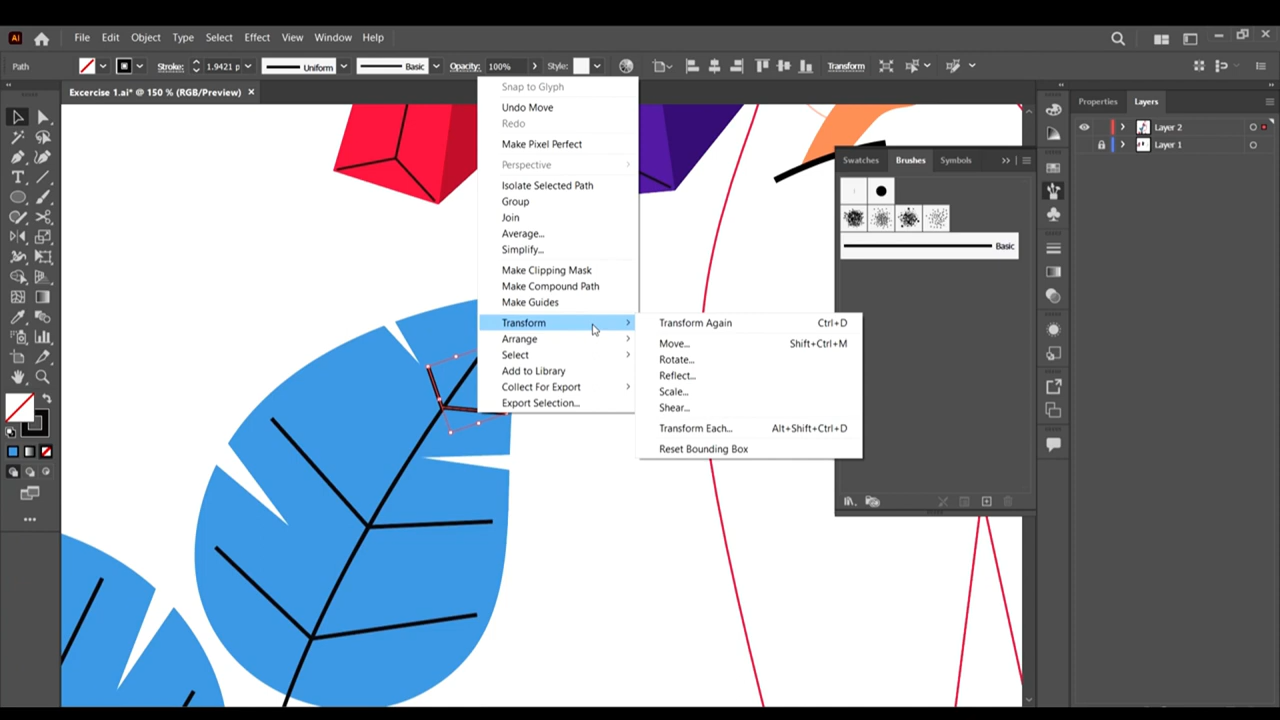 Ai File Edit Object Type Select Effect View Window Help
Path Stroke: 1.9421 p Uniform Basic Opacity: 100% Style: Transform
Excercise 1.ai* @ 150 % (RGB/Preview)
Snap to Glyph
Undo Move
Redo
Make Pixel Perfect
Perspective
Isolate Selected Path
Group
Join
Average...
Simplify...
Make Clipping Mask
Make Compound Path
Make Guides
Transform
Arrange
Select
Add to Library
Collect For Export
Export Selection...
Transform Again Ctrl+D
Move... Shift+Ctrl+M
Rotate...
Reflect...
Scale...
Shear...
Transform Each... Alt+Shift+Ctrl+D
Reset Bounding Box
Swatches Brushes Symbols
Basic
Properties Layers
Layer 2
Layer 1